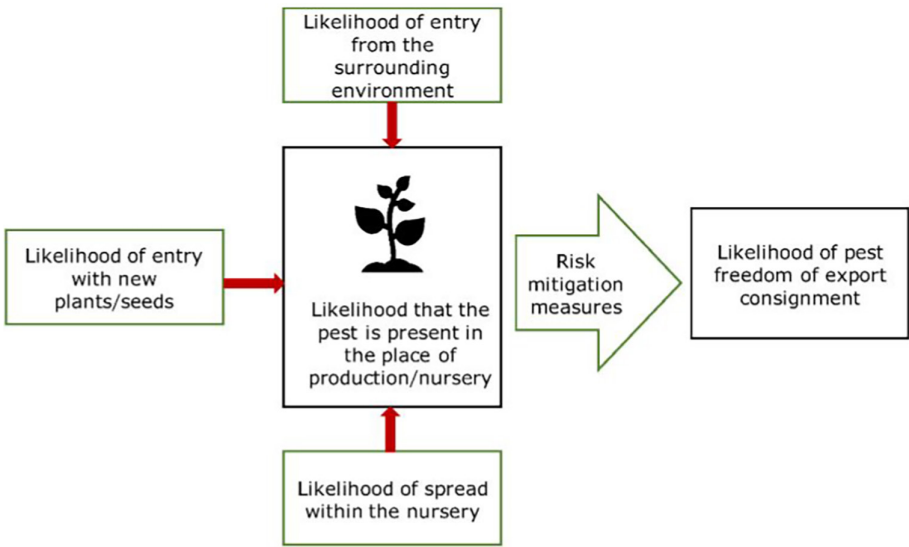 Likelihood of entry
from the
surrounding
environment
Likelihood of entry
with new
plants/seeds
Likelihood that the
pest is present in
the place of
production/nursery
Risk
mitigation
measures
Likelihood of pest
freedom of export
consignment
Likelihood of spread
within the nursery